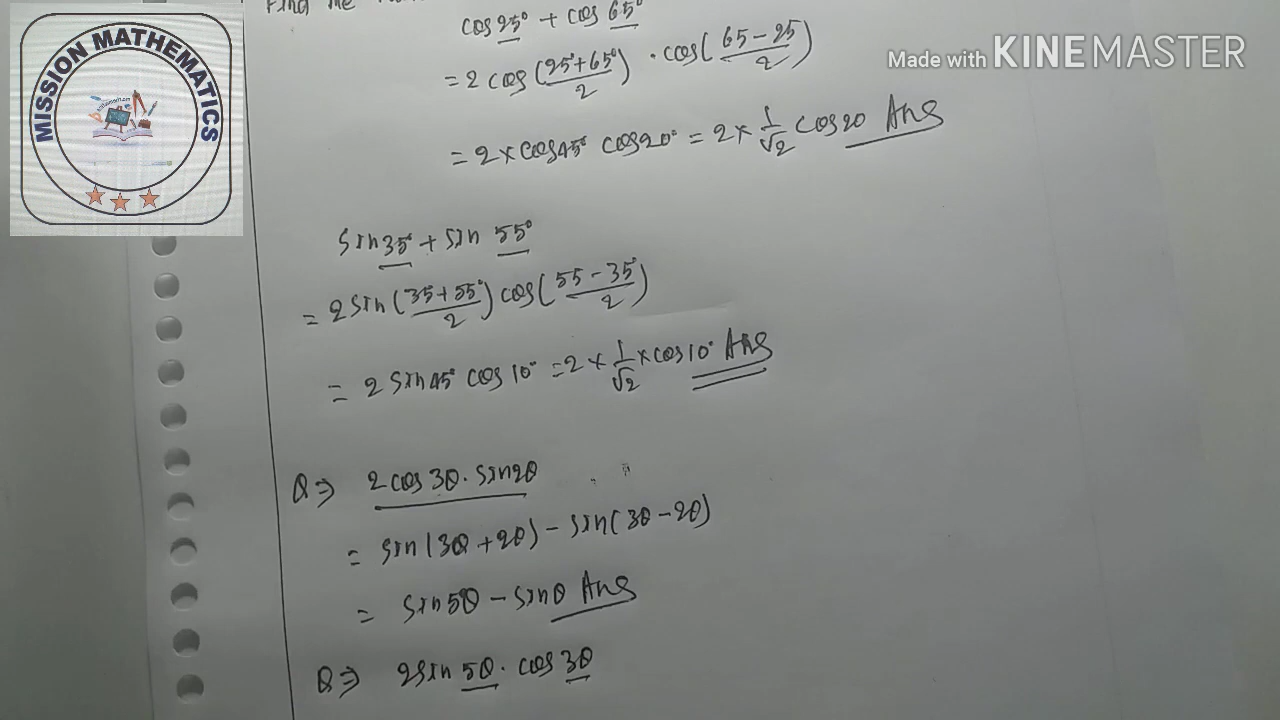 MISSION MATHEMATICS
Made with KINEMASTER
Find the
cos 25° + cos 65°
= 2 cos (25°+65°/2) · cos (65-25/2)
= 2 × cos 45° cos 20° = 2 × 1/√2 cos 20 Ans
sin 35° + sin 55°
= 2 sin (35+55°/2) cos (55-35°/2)
= 2 sin 45° cos 10° = 2 × 1/√2 × cos 10° Ans
Q ⇒ 2 cos 3θ · sin 2θ
= sin (3θ + 2θ) - sin (3θ - 2θ)
= sin 5θ - sin θ Ans
Q ⇒ 2 sin 5θ · cos 3θ